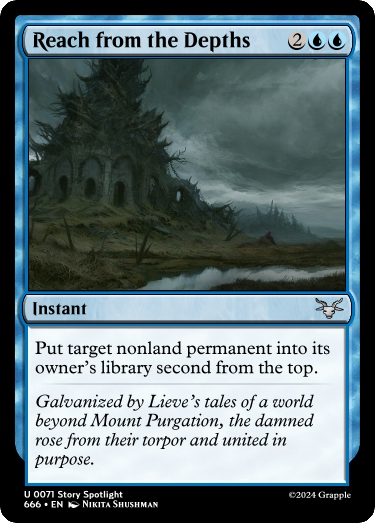 Reach from the Depths 2
Instant
Put target nonland permanent into its
owner's library second from the top.
Galvanized by Lieve's tales of a world
beyond Mount Purgation, the damned
rose from their torpor and united in
purpose.
U 0071 Story Spotlight
666 • EN Nikita Shushman
©2024 Grapple